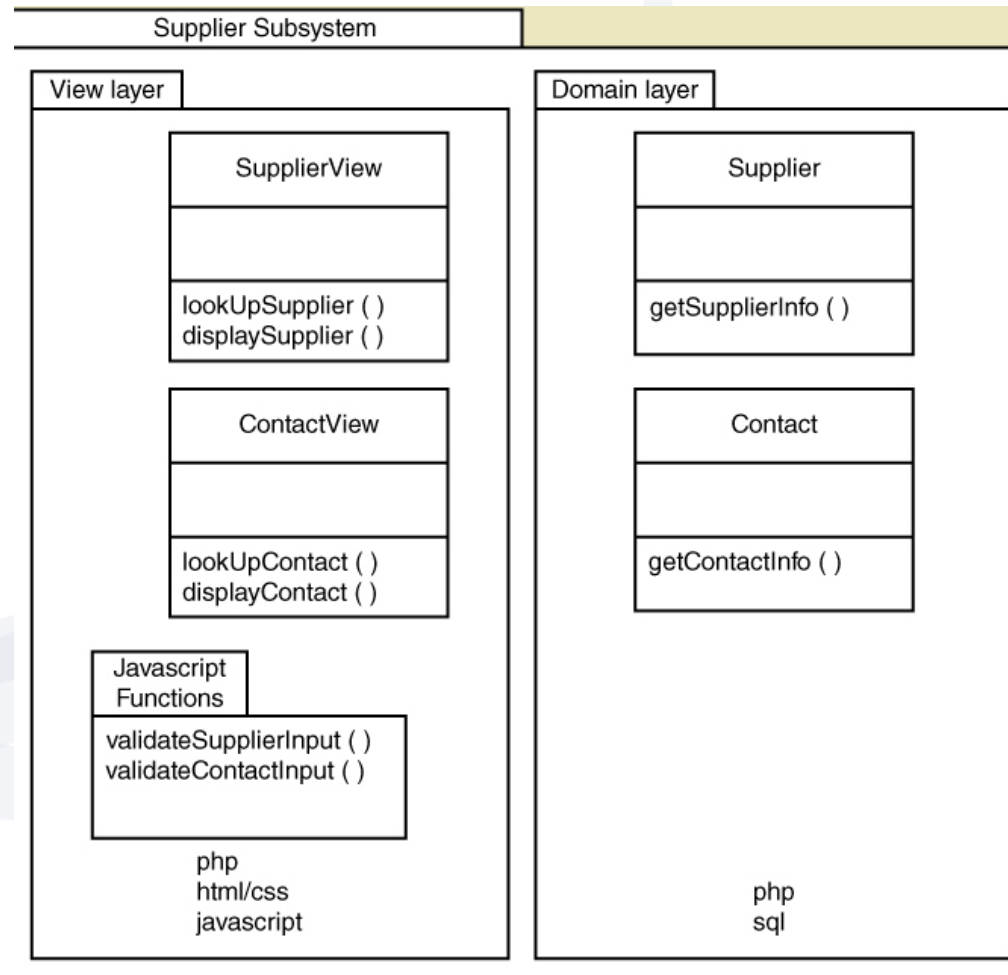 Supplier Subsystem
View layer
SupplierView
lookUpSupplier ( )
displaySupplier ( )
ContactView
lookUpContact ( )
displayContact ( )
Javascript
Functions
validateSupplierInput ( )
validateContactInput ( )
php
html/css
javascript
Domain layer
Supplier
getSupplierInfo ( )
Contact
getContactInfo ( )
php
sql